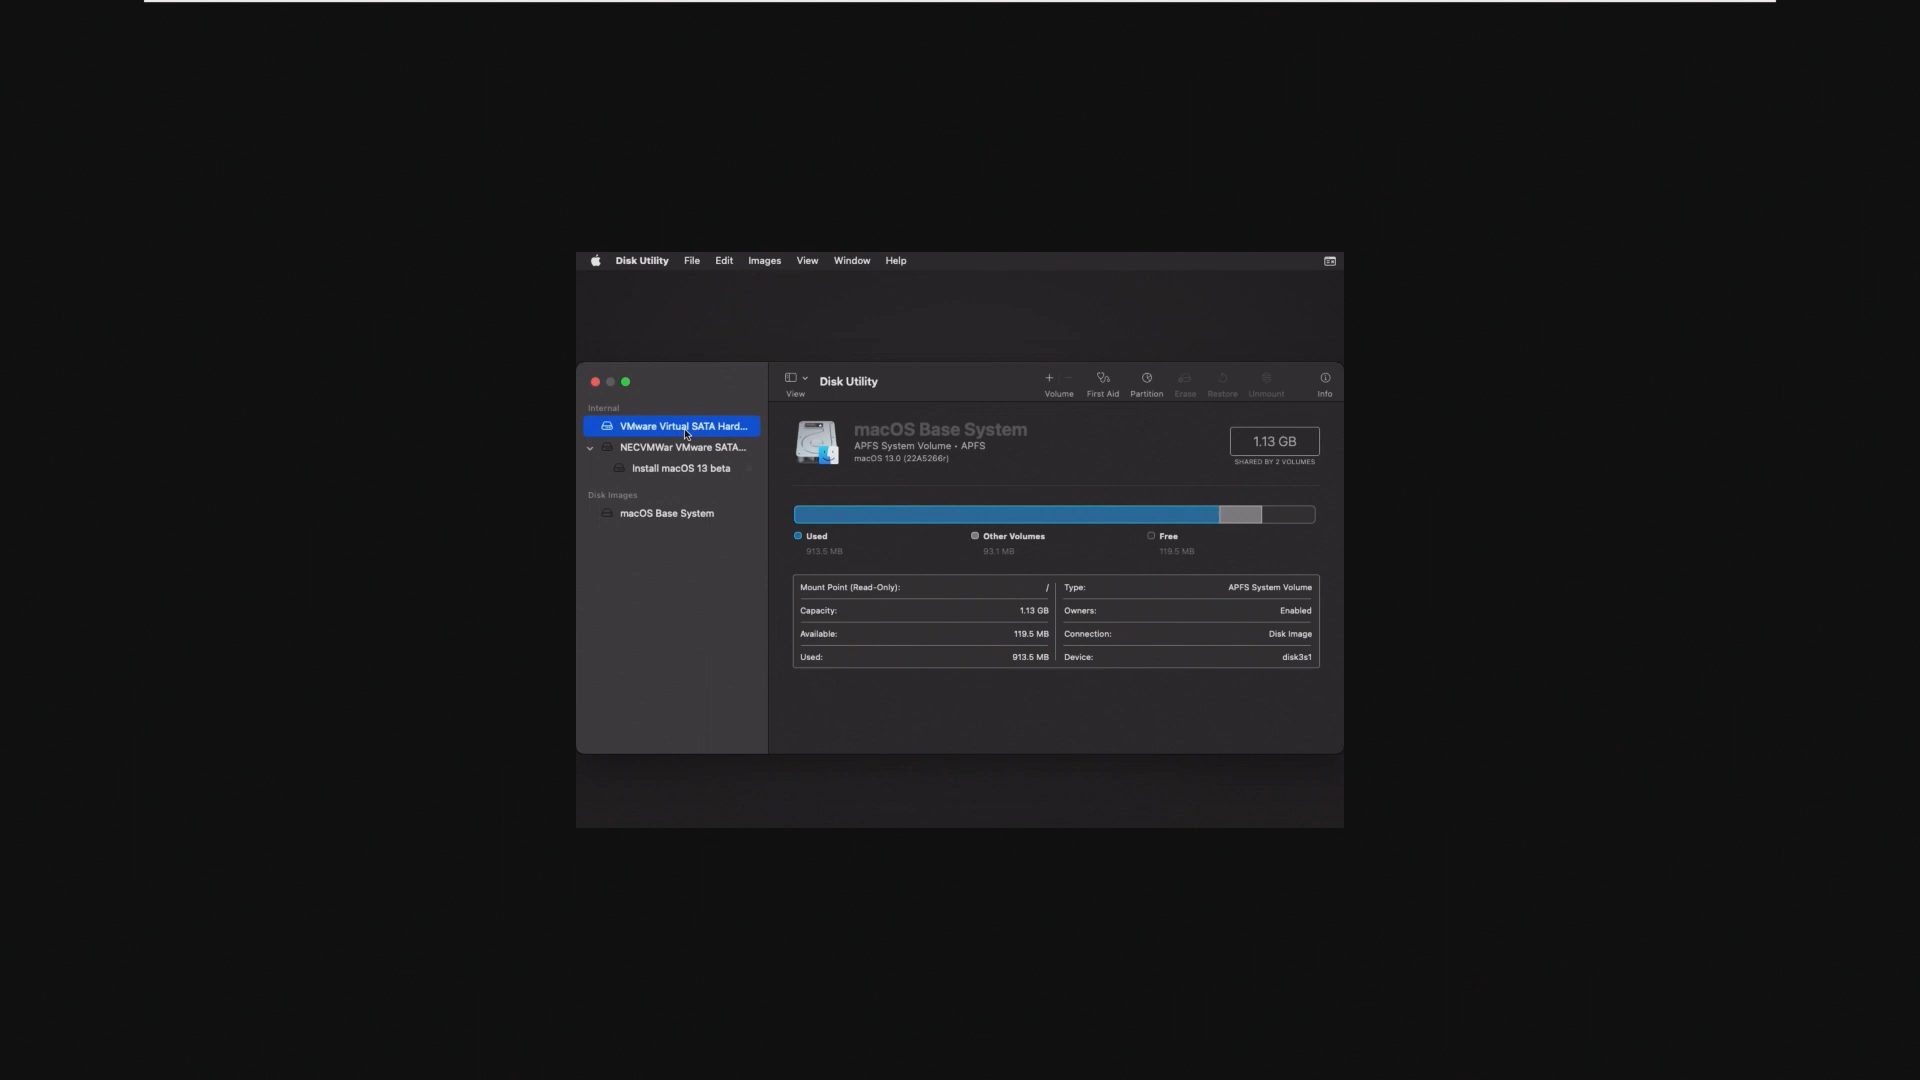 Disk Utility File Edit Images View Window Help
View
Disk Utility
Volume First Aid Partition Erase Restore Unmount Info
Internal
VMware Virtual SATA Hard...
NECVMWar VMware SATA...
Install macOS 13 beta
Disk Images
macOS Base System
macOS Base System
APFS System Volume • APFS
macOS 13.0 (22A5266r)
1.13 GB
SHARED BY 2 VOLUMES
Used
913.5 MB
Other Volumes
93.1 MB
Free
119.5 MB
Mount Point (Read-Only): /
Capacity: 1.13 GB
Available: 119.5 MB
Used: 913.5 MB
Type: APFS System Volume
Owners: Enabled
Connection: Disk Image
Device: disk3s1